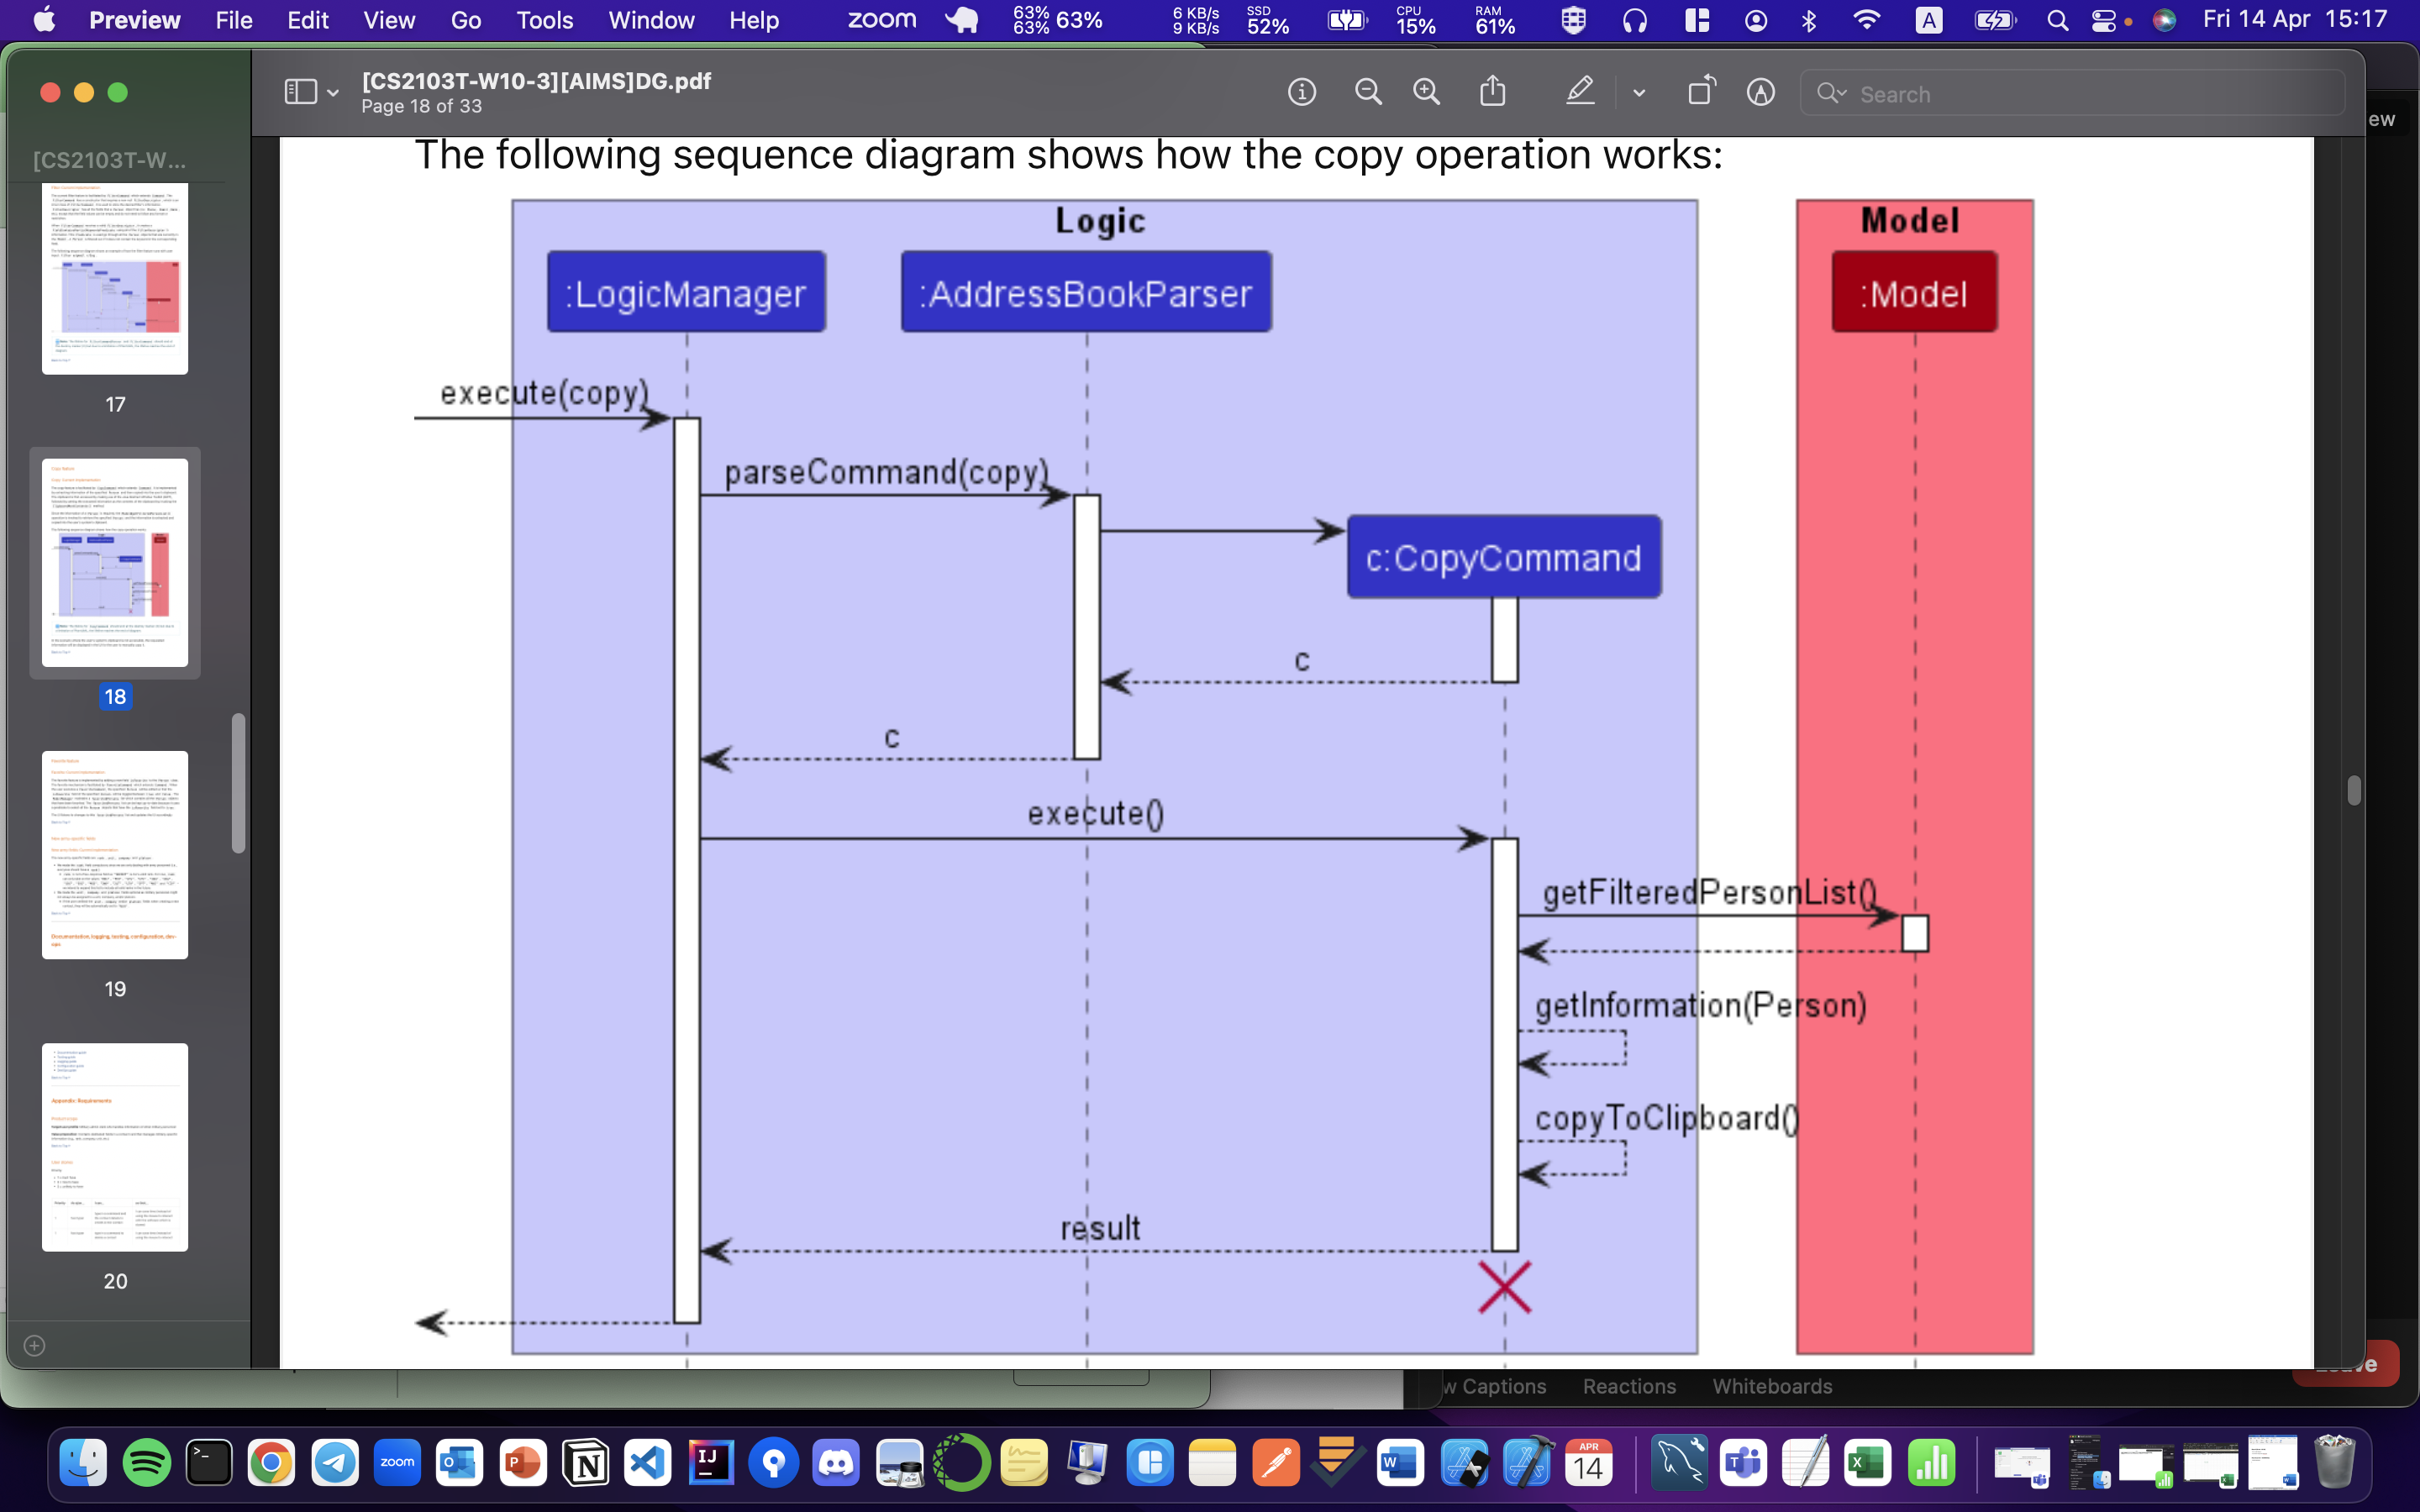 Preview File Edit View Go Tools Window Help
zoom
63%
63%
63%
6 KB/s
9 KB/s
SSD
52%
CPU
15%
RAM
61%
A
Fri 14 Apr 15:17
[CS2103T-W10-3][AIMS]DG.pdf
Page 18 of 33
Search
ew
[CS2103T-W...
17
18
19
20
The following sequence diagram shows how the copy operation works:
Logic
Model
:LogicManager
:AddressBookParser
:Model
execute(copy)
parseCommand(copy)
c:CopyCommand
c
c
execute()
getFilteredPersonList()
getInformation(Person)
copyToClipboard()
result
w Captions
Reactions
Whiteboards
zoom
IJ
APR
14